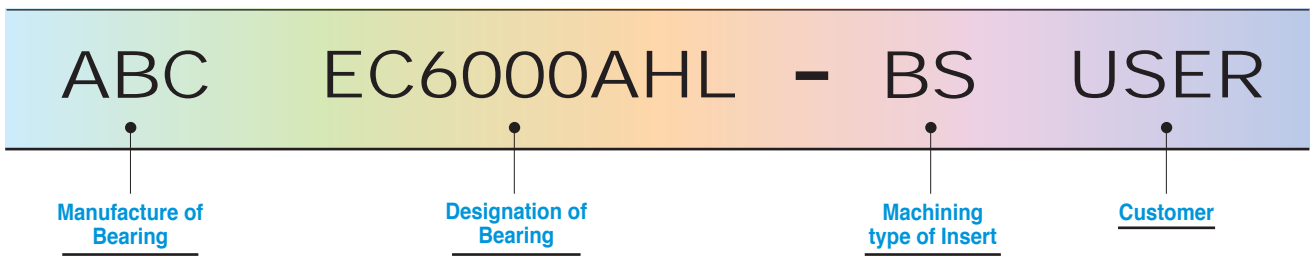 ABC EC6000AHL - BS USER
Manufacture of
Bearing
Designation of
Bearing
Machining
type of Insert
Customer